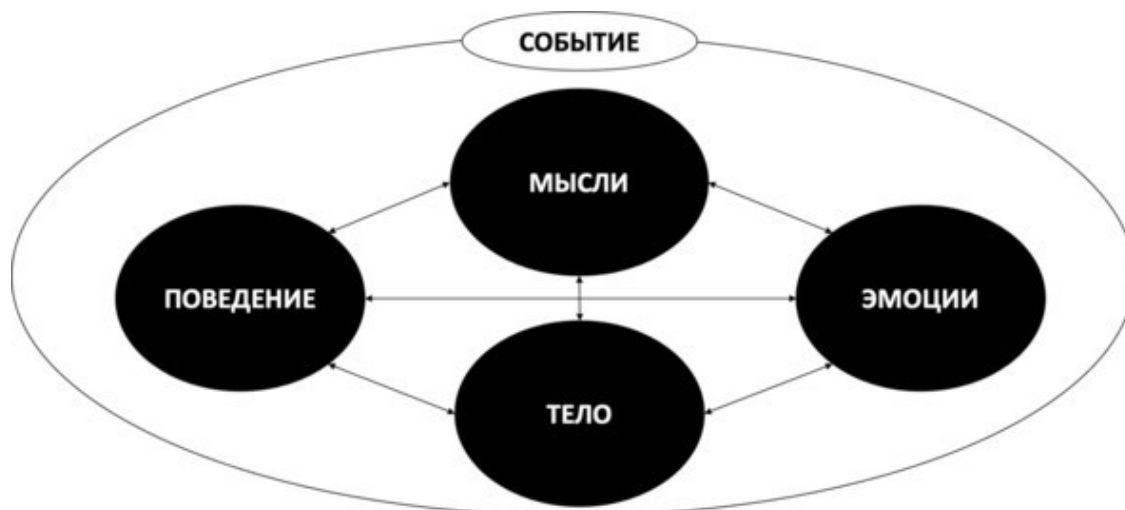 СОБЫТИЕ
МЫСЛИ
ПОВЕДЕНИЕ
ЭМОЦИИ
ТЕЛО